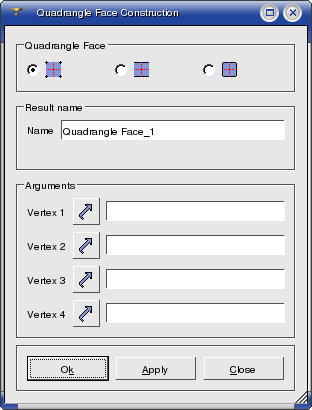 Quadrangle Face Construction
Quadrangle Face
Result name
Name Quadrangle Face_1
Arguments
Vertex 1
Vertex 2
Vertex 3
Vertex 4
Ok Apply Close